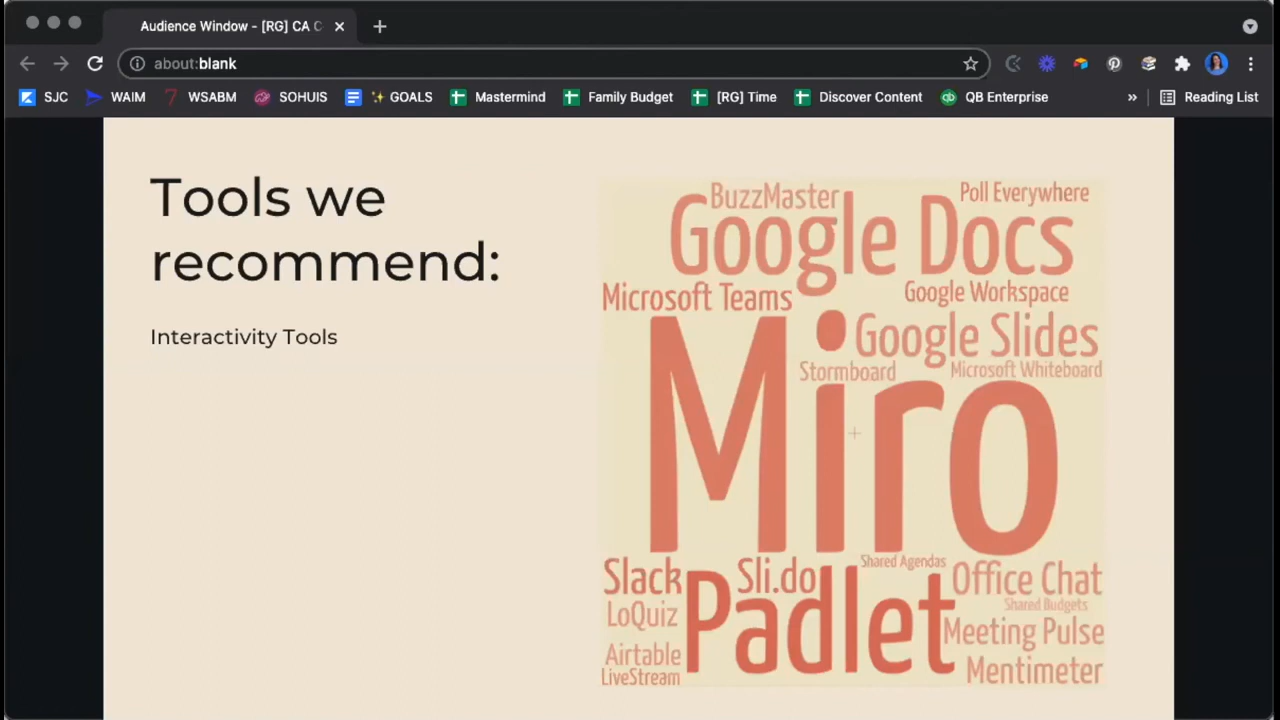 Audience Window - [RG] CA C
about:blank
SJC
WAIM
WSABM
SOHUIS
✨ GOALS
Mastermind
Family Budget
[RG] Time
Discover Content
QB Enterprise
»
Reading List
Tools we
recommend:
Interactivity Tools
BuzzMaster
Poll Everywhere
Google Docs
Microsoft Teams
Google Workspace
Google Slides
Stormboard
Microsoft Whiteboard
Miro
Shared Agendas
Slack
Sli.do
Office Chat
Shared Budgets
LoQuiz
Padlet
Meeting Pulse
Airtable
Mentimeter
LiveStream